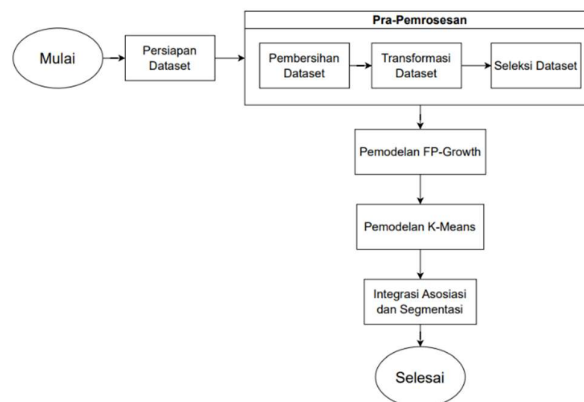 Mulai
Persiapan
Dataset
Pra-Pemrosesan
Pembersihan
Dataset
Transformasi
Dataset
Seleksi Dataset
Pemodelan FP-Growth
Pemodelan K-Means
Integrasi Asosiasi
dan Segmentasi
Selesai